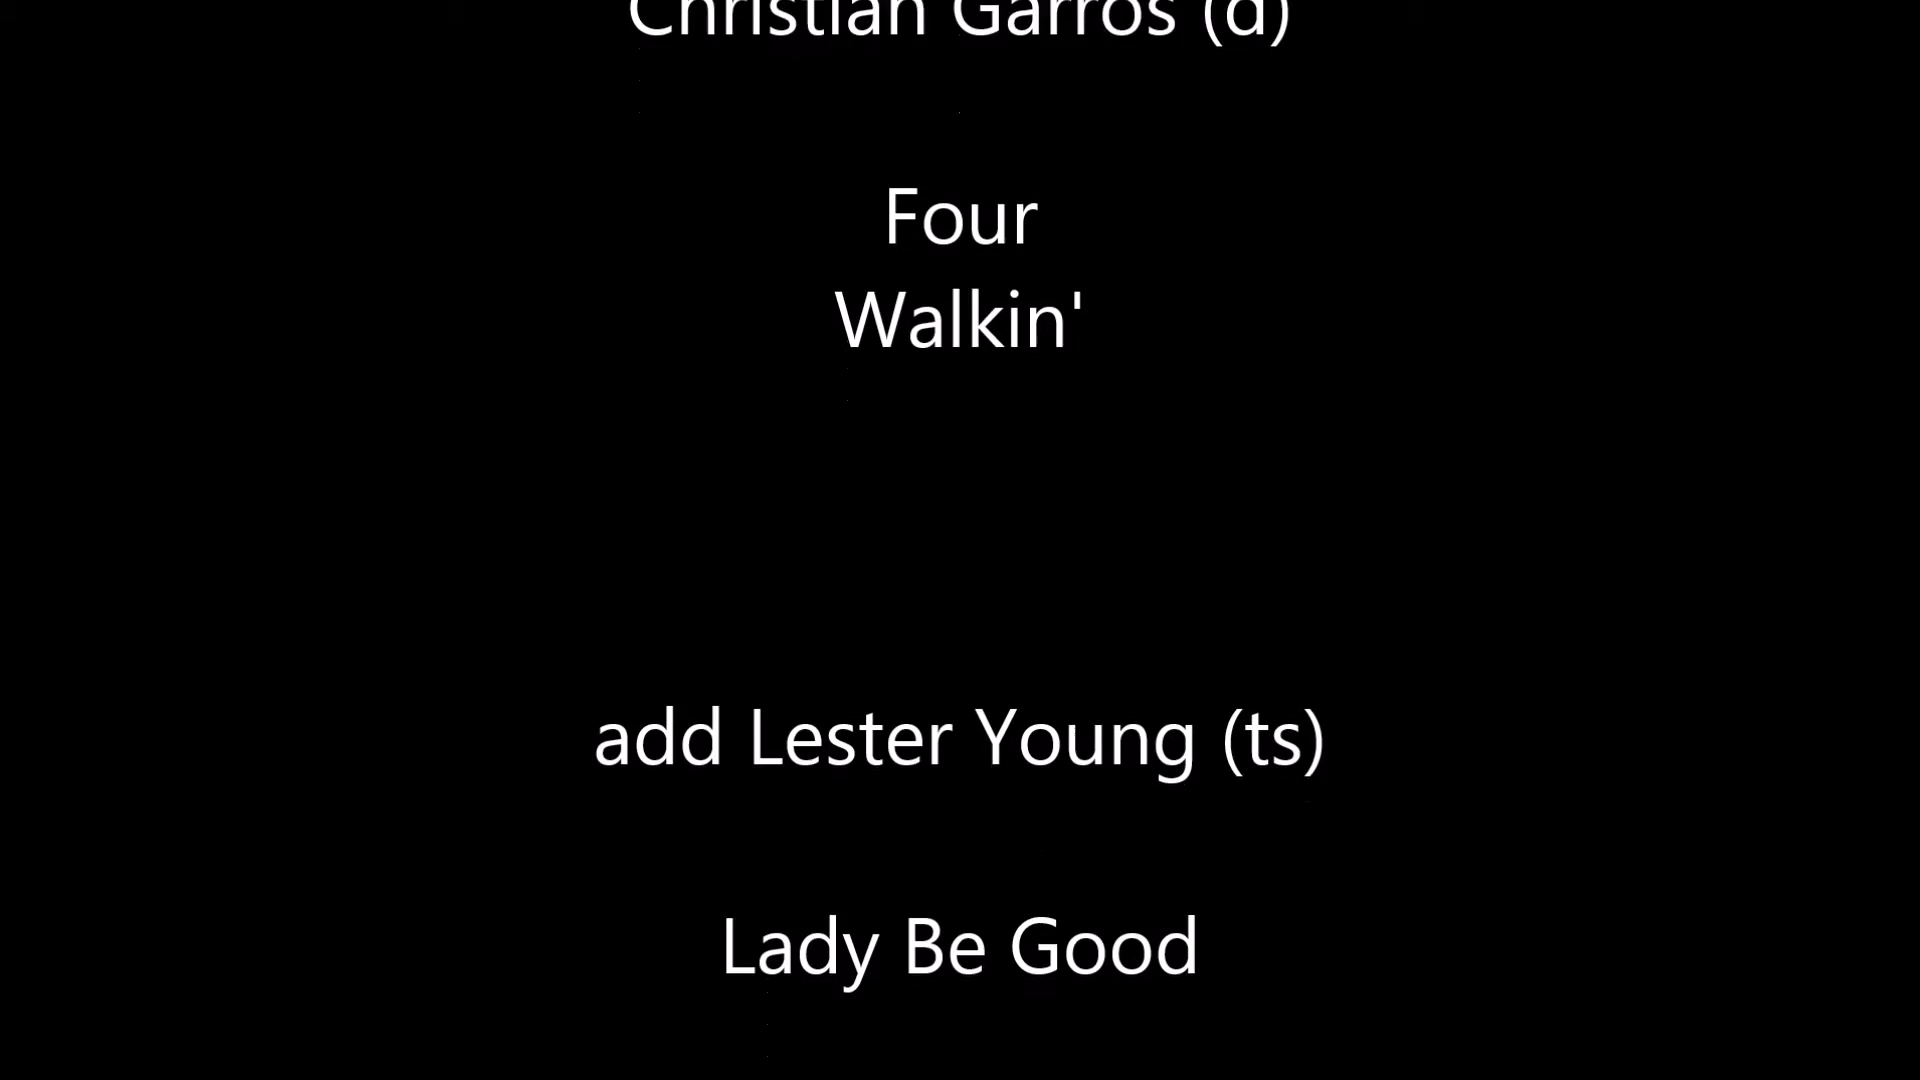 Christian Garros (d)
Four
Walkin'
add Lester Young (ts)
Lady Be Good